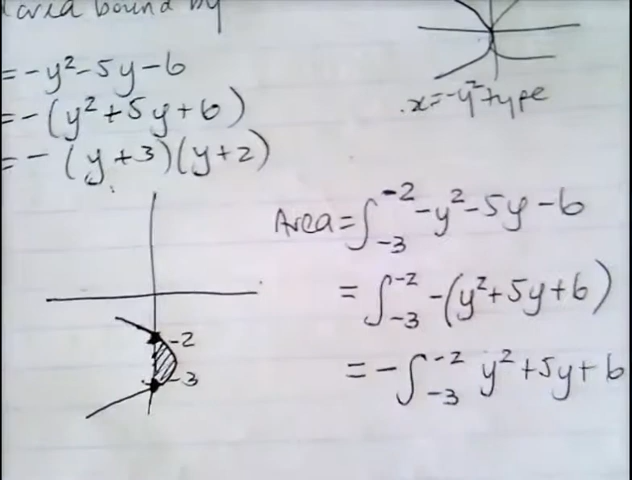 area bound by
= -y² - 5y - 6
= -(y² + 5y + 6)
= -(y+3)(y+2)
x = -y² type
Area = ∫₋₃⁻² -y² - 5y - 6
= ∫₋₃⁻² -(y² + 5y + 6)
= -∫₋₃⁻² y² + 5y + 6
-2
-3